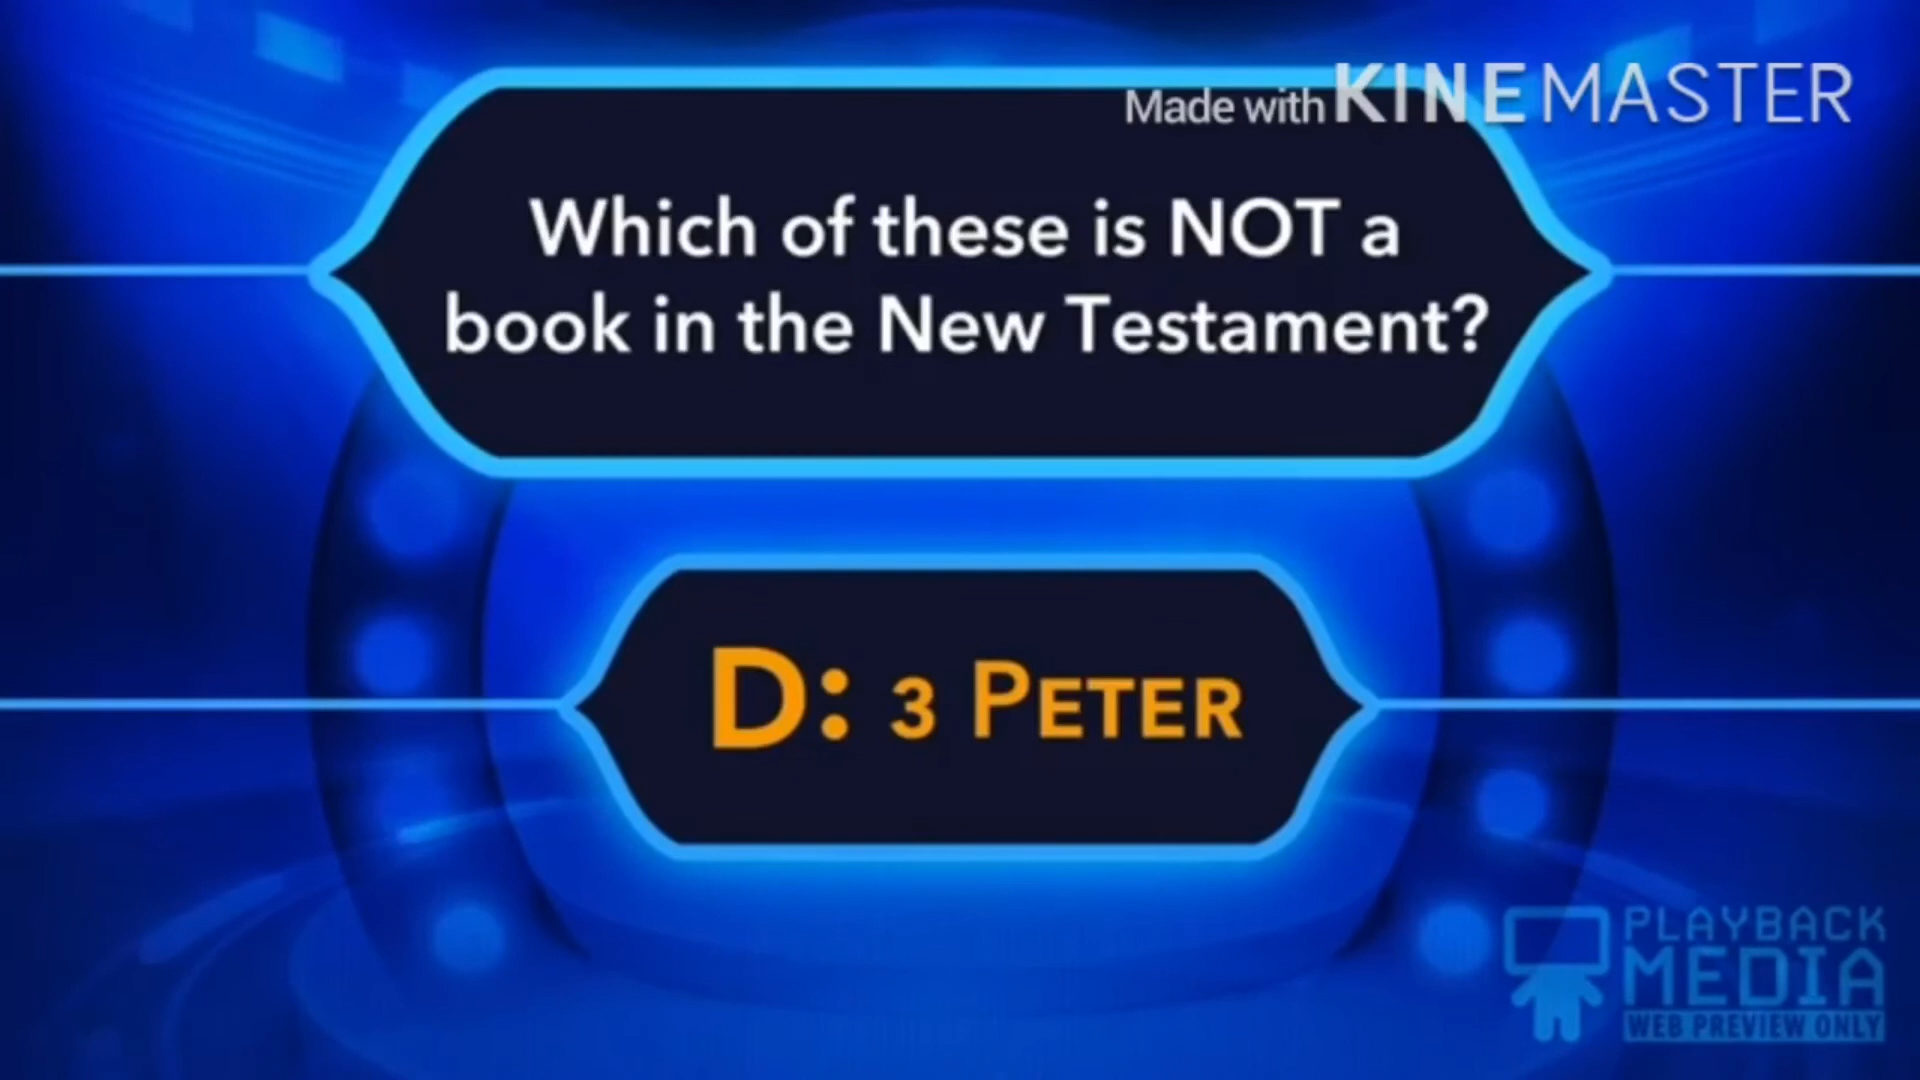 Made with KINEMASTER
Which of these is NOT a
book in the New Testament?
D: 3 PETER
PLAYBACK
MEDIA
WEB PREVIEW ONLY